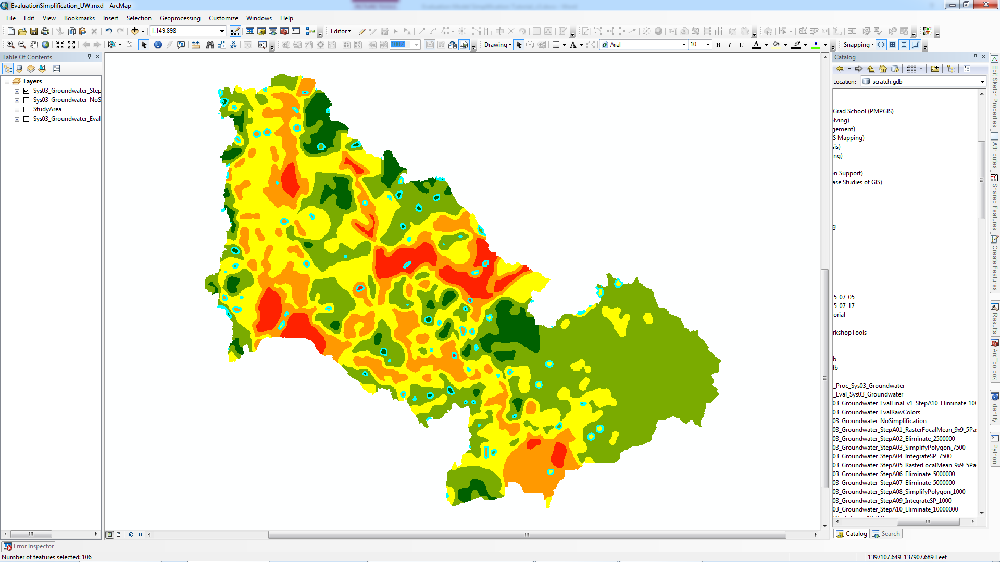 EvaluationSimplification_UW.mxd - ArcMap
File Edit View Bookmarks Insert Selection Geoprocessing Customize Windows Help
1:149,898
Editor
100%
Drawing
Arial
10
B I U A
Snapping
Table Of Contents
Layers
Sys03_Groundwater_Step
Sys03_Groundwater_NoS
StudyArea
Sys03_Groundwater_Eval
Catalog
Location: scratch.gdb
Grad School (PMPGIS)
lving)
gement)
S Mapping)
sis)
ng)
n Support)
ase Studies of GIS)
g
5_07_05
5_07_17
orial
rkshopTools
b
lb
_Proc_Sys03_Groundwater
_Eval_Sys03_Groundwater
03_Groundwater_EvalFinal_v1_StepA10_Eliminate_100
03_Groundwater_EvalRawColors
03_Groundwater_NoSimplification
03_Groundwater_StepA01_RasterFocalMean_9x9_5Pa
03_Groundwater_StepA02_Eliminate_2500000
03_Groundwater_StepA03_SimplifyPolygon_7500
03_Groundwater_StepA04_IntegrateSP_7500
03_Groundwater_StepA05_RasterFocalMean_9x9_5Pa
03_Groundwater_StepA06_Eliminate_5000000
03_Groundwater_StepA07_Eliminate_5000000
03_Groundwater_StepA08_SimplifyPolygon_1000
03_Groundwater_StepA09_IntegrateSP_1000
03_Groundwater_StepA10_Eliminate_10000000
Catalog Search
Edit Sketch Properties
Attributes
Shared Features
Create Features
Results
ArcToolbox
Identify
Python
Error Inspector
Number of features selected: 106
1397107.649 137907.689 Feet